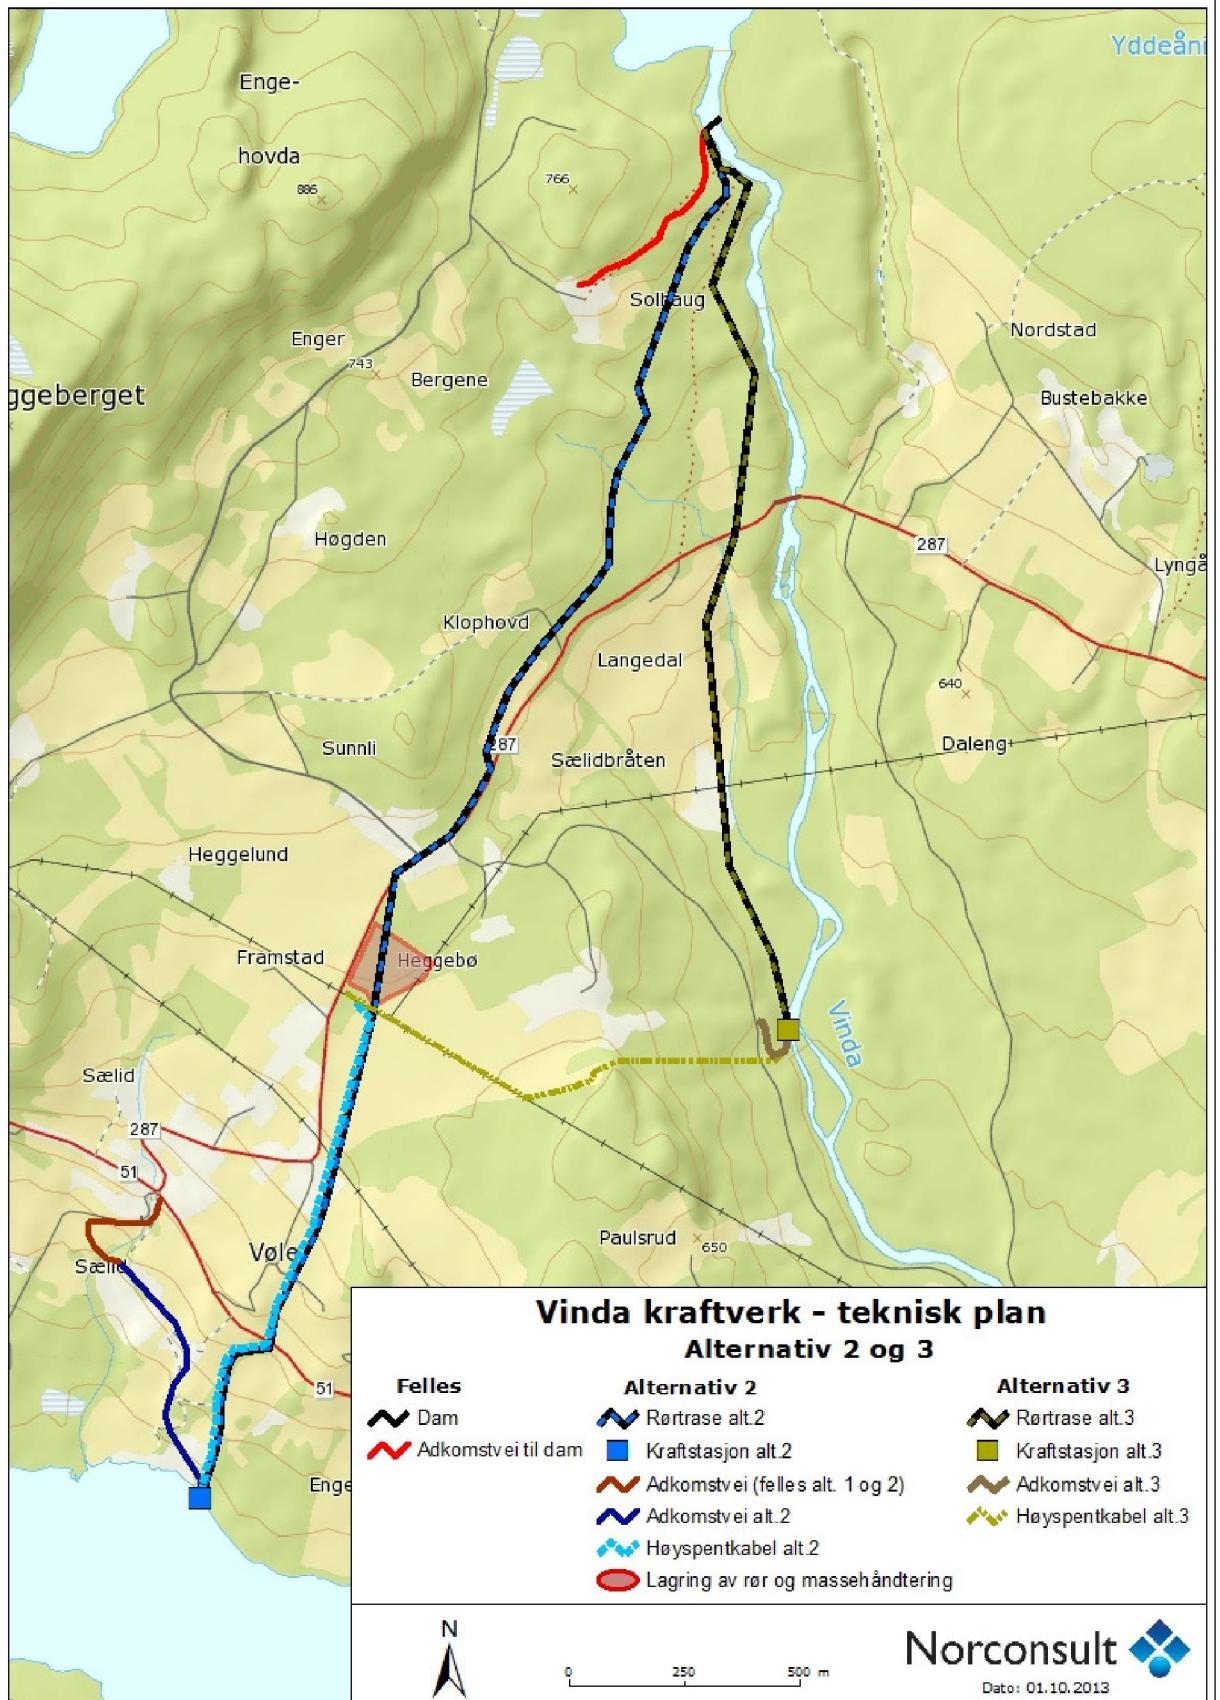 Yddeåni
Enge-
hovda
886
766
Solhaug
Nordstad
Enger
743
Bergene
ggeberget
Bustebakke
Høgden
287
Lyngå
Klophovd
Langedal
640
Sunnli
287
Sælidbråten
Daleng
Heggelund
Framstad
Heggebø
Vinda
Sælid
287
51
Paulsrud
650
Vøle
Sælid
51
Enge
Vinda kraftverk - teknisk plan
Alternativ 2 og 3
Felles
Dam
Adkomstvei til dam
Alternativ 2
Rørtrase alt.2
Kraftstasjon alt.2
Adkomstvei (felles alt. 1 og 2)
Adkomstvei alt.2
Høyspentkabel alt.2
Lagring av rør og massehåndtering
Alternativ 3
Rørtrase alt.3
Kraftstasjon alt.3
Adkomstvei alt.3
Høyspentkabel alt.3
N
0 250 500 m
Norconsult
Dato: 01.10.2013